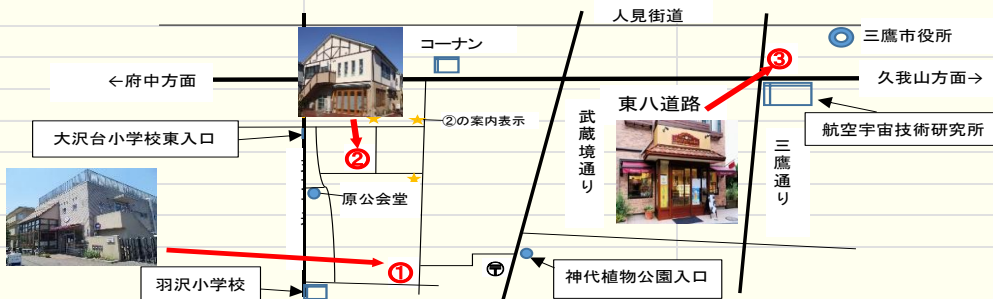 人見街道
三鷹市役所
コーナン
③
←府中方面
久我山方面→
東八道路
②の案内表示
大沢台小学校東入口
武蔵境通り
航空宇宙技術研究所
②
三鷹通り
原公会堂
①
〒
神代植物公園入口
羽沢小学校